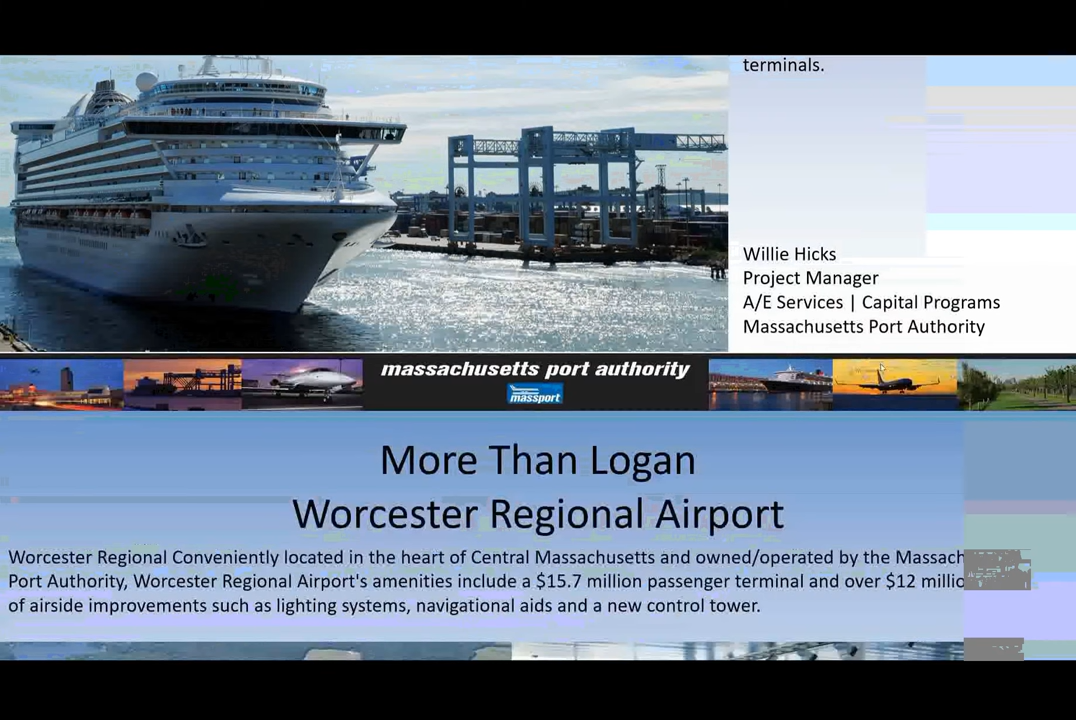 terminals.
Willie Hicks
Project Manager
A/E Services | Capital Programs
Massachusetts Port Authority
massachusetts port authority
massport
More Than Logan
Worcester Regional Airport
Worcester Regional Conveniently located in the heart of Central Massachusetts and owned/operated by the Massach
Port Authority, Worcester Regional Airport's amenities include a $15.7 million passenger terminal and over $12 millio
of airside improvements such as lighting systems, navigational aids and a new control tower.